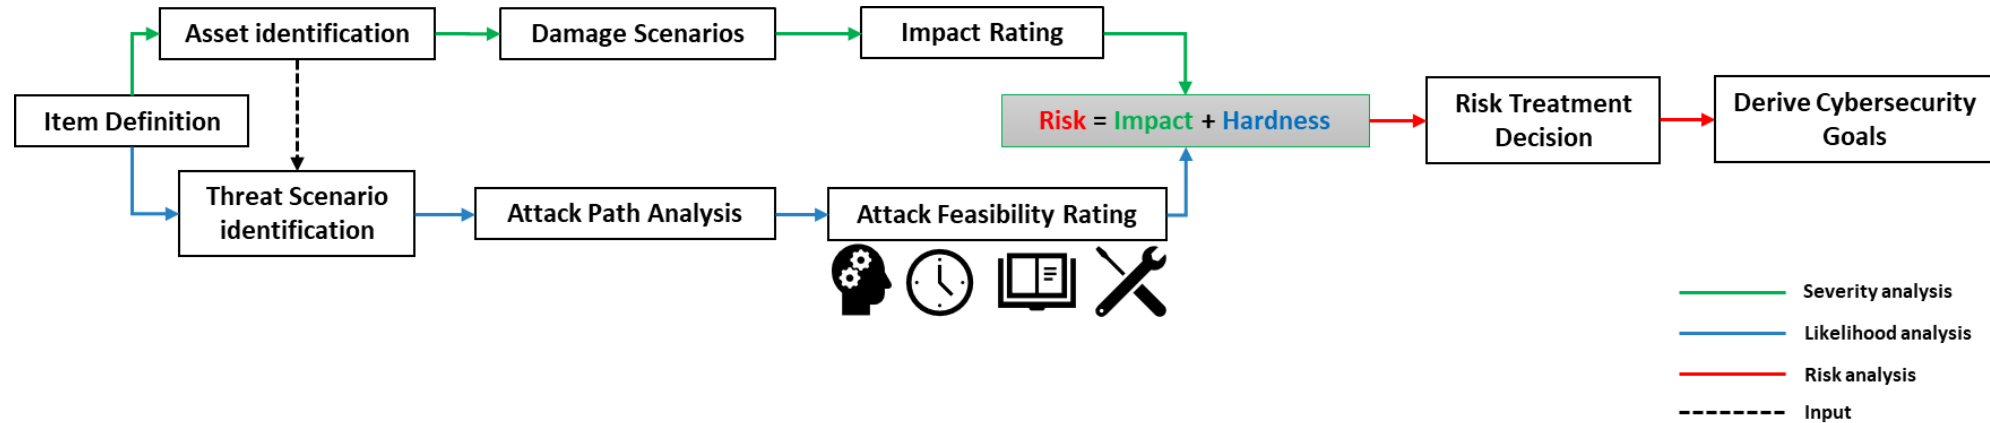 Asset identification
Damage Scenarios
Impact Rating
Item Definition
Risk = Impact + Hardness
Risk Treatment
Decision
Derive Cybersecurity
Goals
Threat Scenario
identification
Attack Path Analysis
Attack Feasibility Rating
Severity analysis
Likelihood analysis
Risk analysis
Input